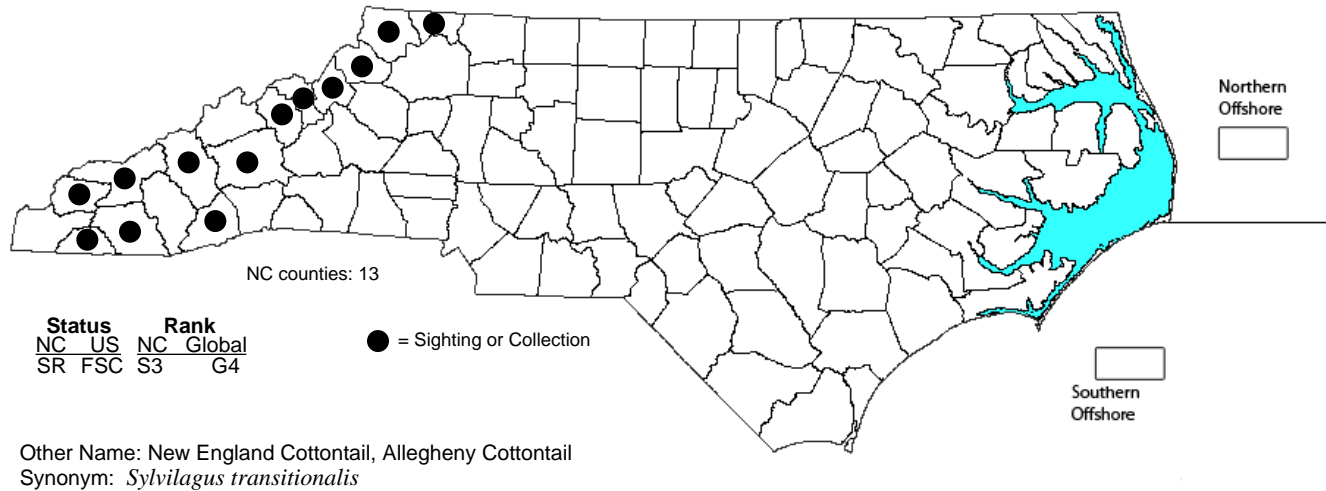 Northern
Offshore
NC counties: 13
Status Rank
NC US NC Global
SR FSC S3 G4
= Sighting or Collection
Southern
Offshore
Other Name: New England Cottontail, Allegheny Cottontail
Synonym: Sylvilagus transitionalis